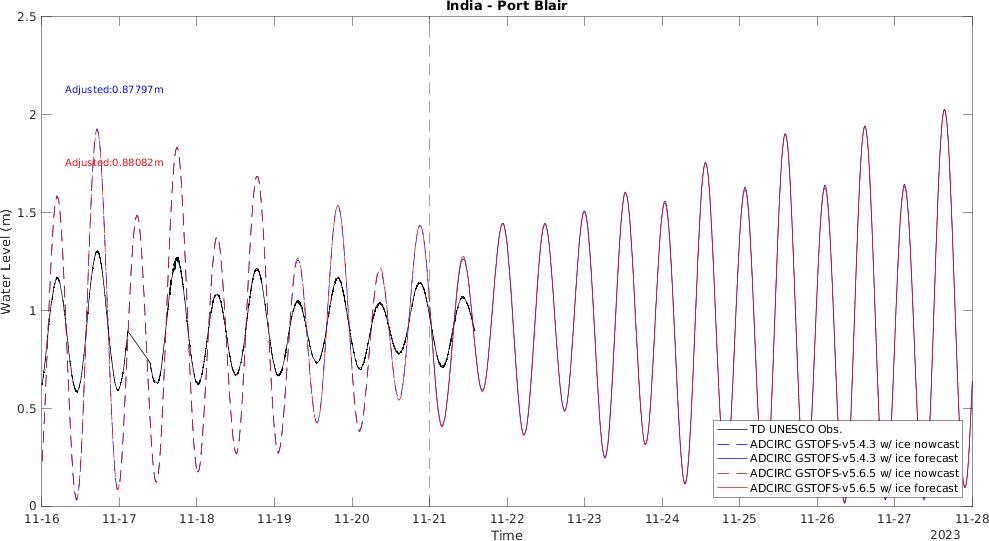 India - Port Blair
2.5
2
1.5
1
0.5
0
Water Level (m)
Adjusted:0.87797m
Adjusted:0.88082m
TD UNESCO Obs.
ADCIRC GSTOFS-v5.4.3 w/ ice nowcast
ADCIRC GSTOFS-v5.4.3 w/ ice forecast
ADCIRC GSTOFS-v5.6.5 w/ ice nowcast
ADCIRC GSTOFS-v5.6.5 w/ ice forecast
11-16 11-17 11-18 11-19 11-20 11-21 11-22 11-23 11-24 11-25 11-26 11-27 11-28
Time
2023